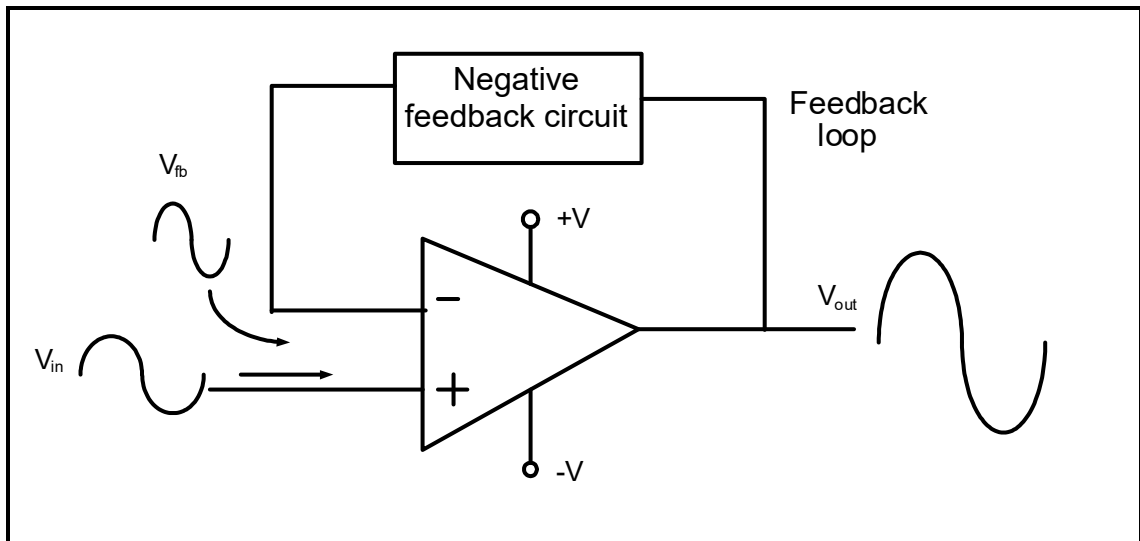 Negative
feedback circuit
Feedback
loop
Vfb
+V
−
Vout
Vin
+
-V